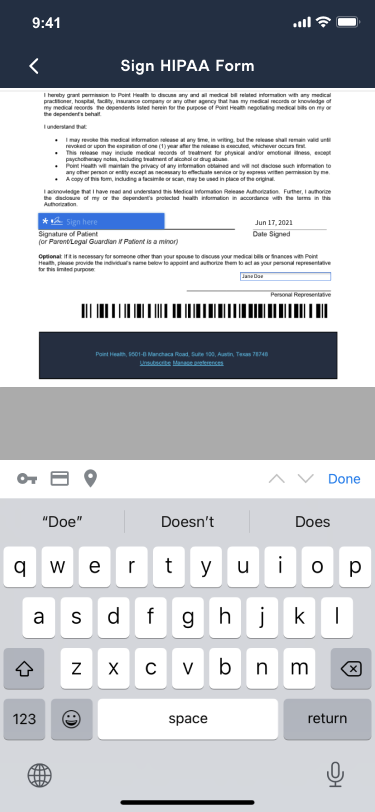 9:41
Sign HIPAA Form
I hereby grant permission to Point Health to discuss any and all medical bill related information with any medical
practitioner, hospital, facility, insurance company or any other agency that has my medical records or knowledge of
my medical records the dependents listed herein for the purpose of Point Health negotiating medical bills on my or
the dependent's behalf.
I understand that:
• I may revoke this medical information release at any time, in writing, but the release shall remain valid until
revoked or upon the expiration of one (1) year after the release is executed, whichever occurs first.
• This release may include medical records of treatment for physical and/or emotional illness, except
psychotherapy notes, including treatment of alcohol or drug abuse.
• Point Health will maintain the privacy of any information obtained and will not disclose such information to
any other person or entity except as necessary to effectuate service or by express written permission by me.
• A copy of this form, including a facsimile or scan, may be used in place of the original.
I acknowledge that I have read and understand this Medical Information Release Authorization. Further, I authorize
the disclosure of my or the dependent's protected health information in accordance with the terms in this
Authorization.
* Sign here
Jun 17, 2021
Signature of Patient
Date Signed
(or Parent/Legal Guardian if Patient is a minor)
Optional: If it is necessary for someone other than your spouse to discuss your medical bills or finances with Point
Health, please provide the individual's name below to appoint and authorize them to act as your personal representative
for this limited purpose:
Jane Doe
Personal Representative
Point Health, 9501-B Manchaca Road, Suite 100, Austin, Texas 78748
Unsubscribe Manage preferences
Done
“Doe” Doesn't Does
q w e r t y u i o p
a s d f g h j k l
z x c v b n m
123 space return